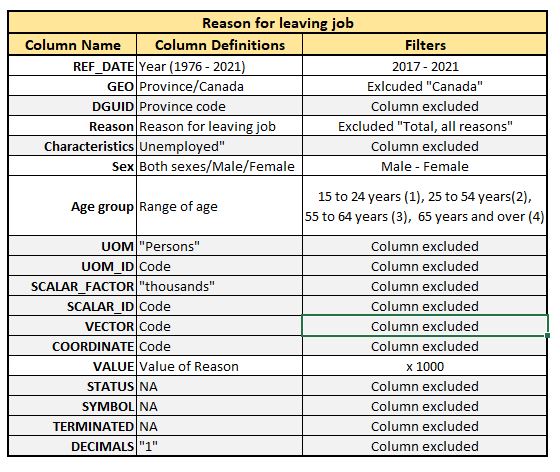 Reason for leaving job
Column Name Column Definitions Filters
REF_DATE Year (1976 - 2021) 2017 - 2021
GEO Province/Canada Exlcuded "Canada"
DGUID Province code Column excluded
Reason Reason for leaving job Excluded "Total, all reasons"
Characteristics Unemployed" Column excluded
Sex Both sexes/Male/Female Male - Female
Age group Range of age 15 to 24 years (1), 25 to 54 years(2),
55 to 64 years (3), 65 years and over (4)
UOM "Persons" Column excluded
UOM_ID Code Column excluded
SCALAR_FACTOR "thousands" Column excluded
SCALAR_ID Code Column excluded
VECTOR Code Column excluded
COORDINATE Code Column excluded
VALUE Value of Reason x 1000
STATUS NA Column excluded
SYMBOL NA Column excluded
TERMINATED NA Column excluded
DECIMALS "1" Column excluded